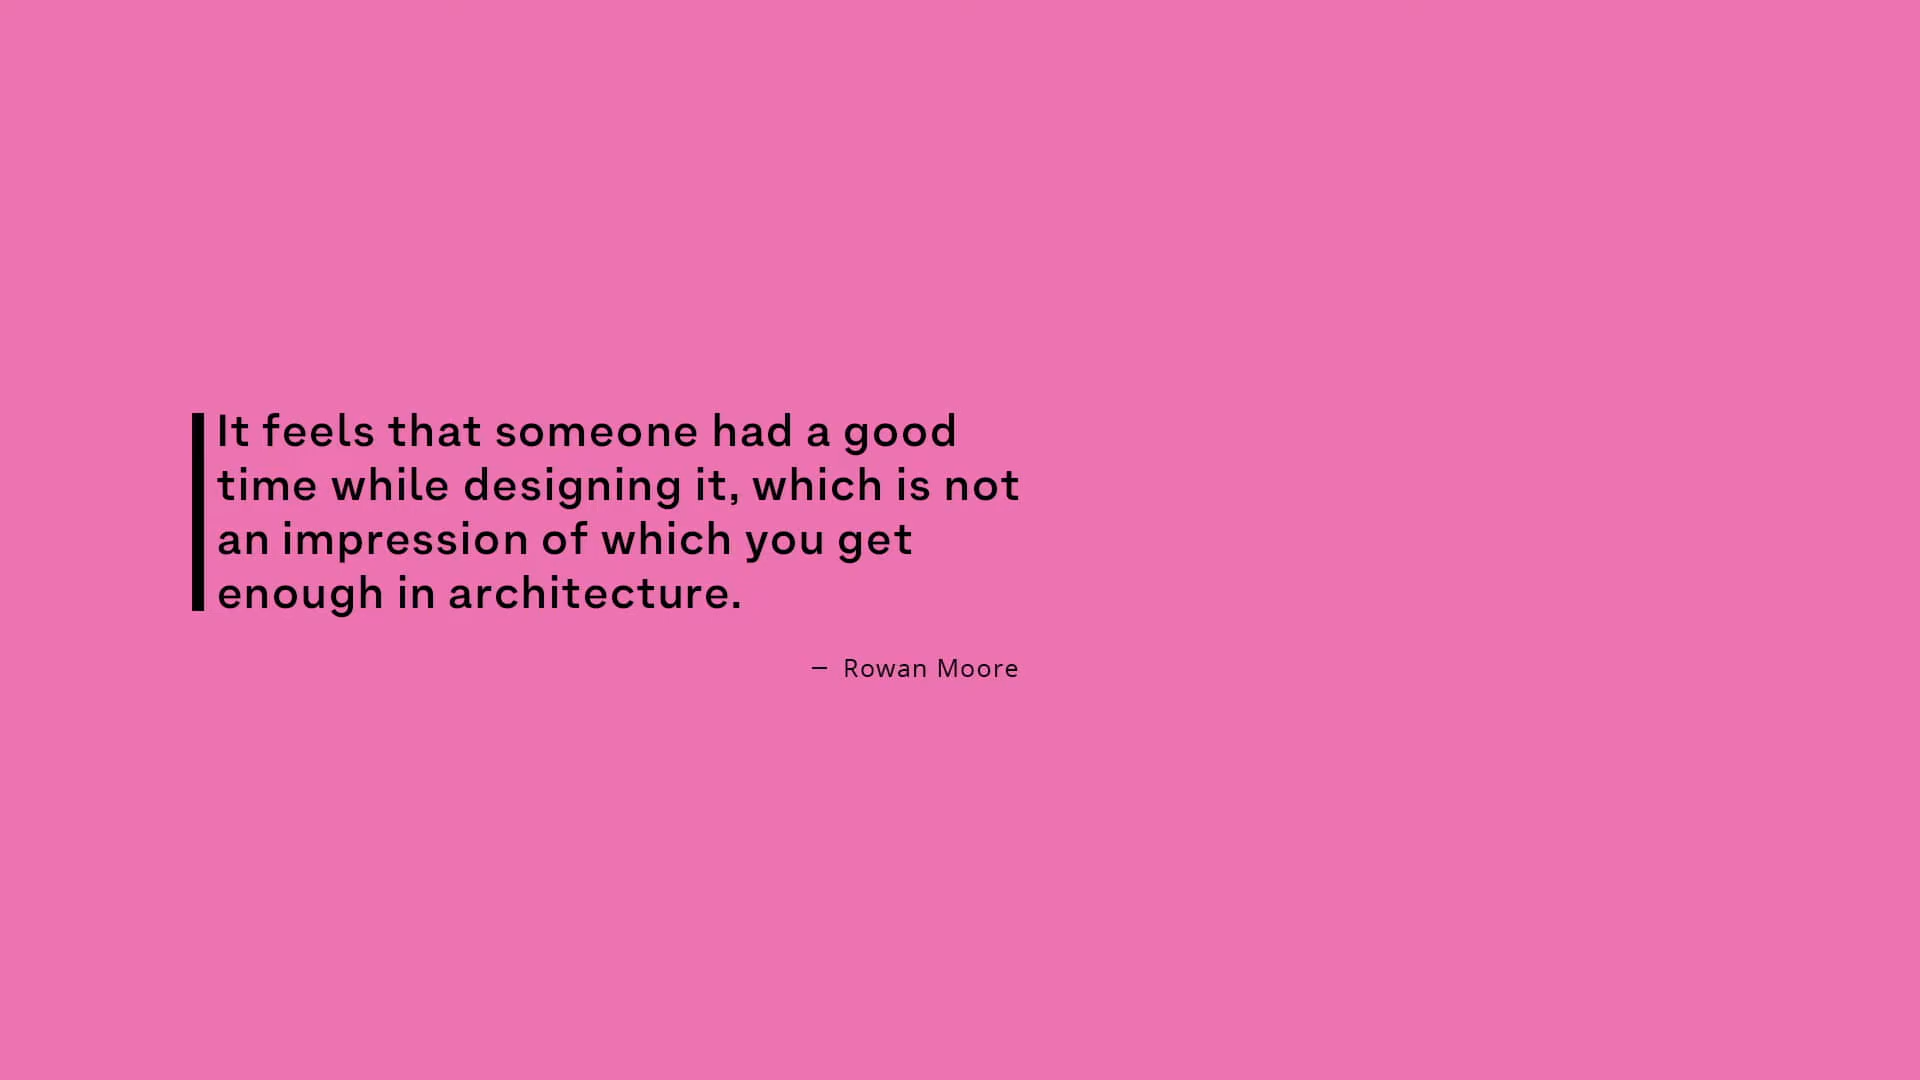 It feels that someone had a good
time while designing it, which is not
an impression of which you get
enough in architecture.
– Rowan Moore